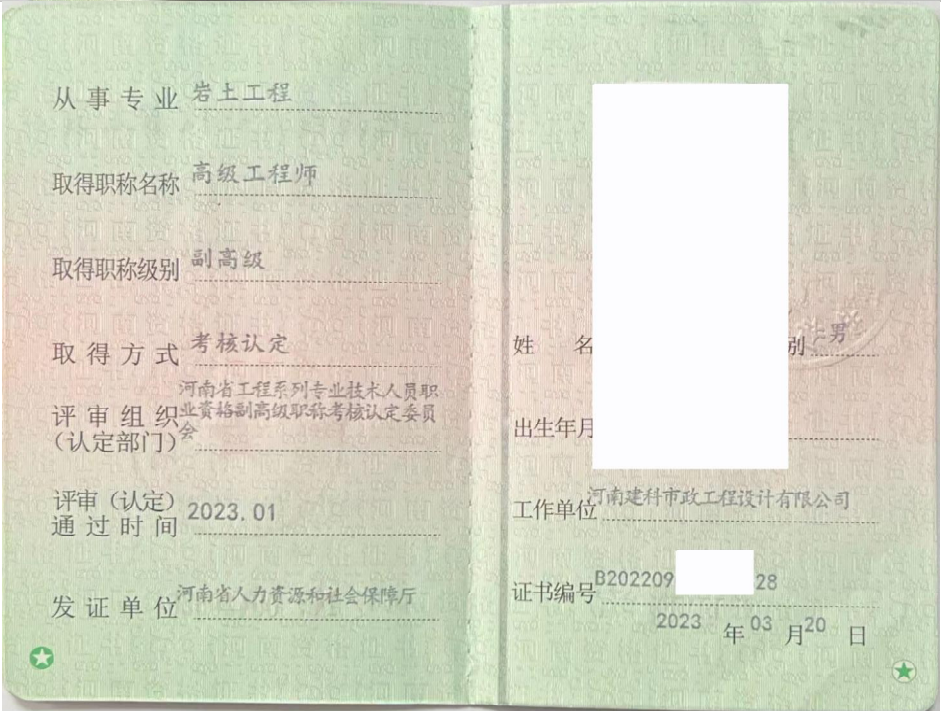 从事专业 岩土工程
取得职称名称 高级工程师
取得职称级别 副高级
取得方式 考核认定
河南省工程系列专业技术人员职
评审组织 业资格副高级职称考核认定委员
（认定部门） 会
评审（认定）
通过时间 2023.01
发证单位 河南省人力资源和社会保障厅
姓 名 别 男
出生年月
工作单位 河南建科市政工程设计有限公司
证书编号 B202209 28
2023 年 03 月 20 日